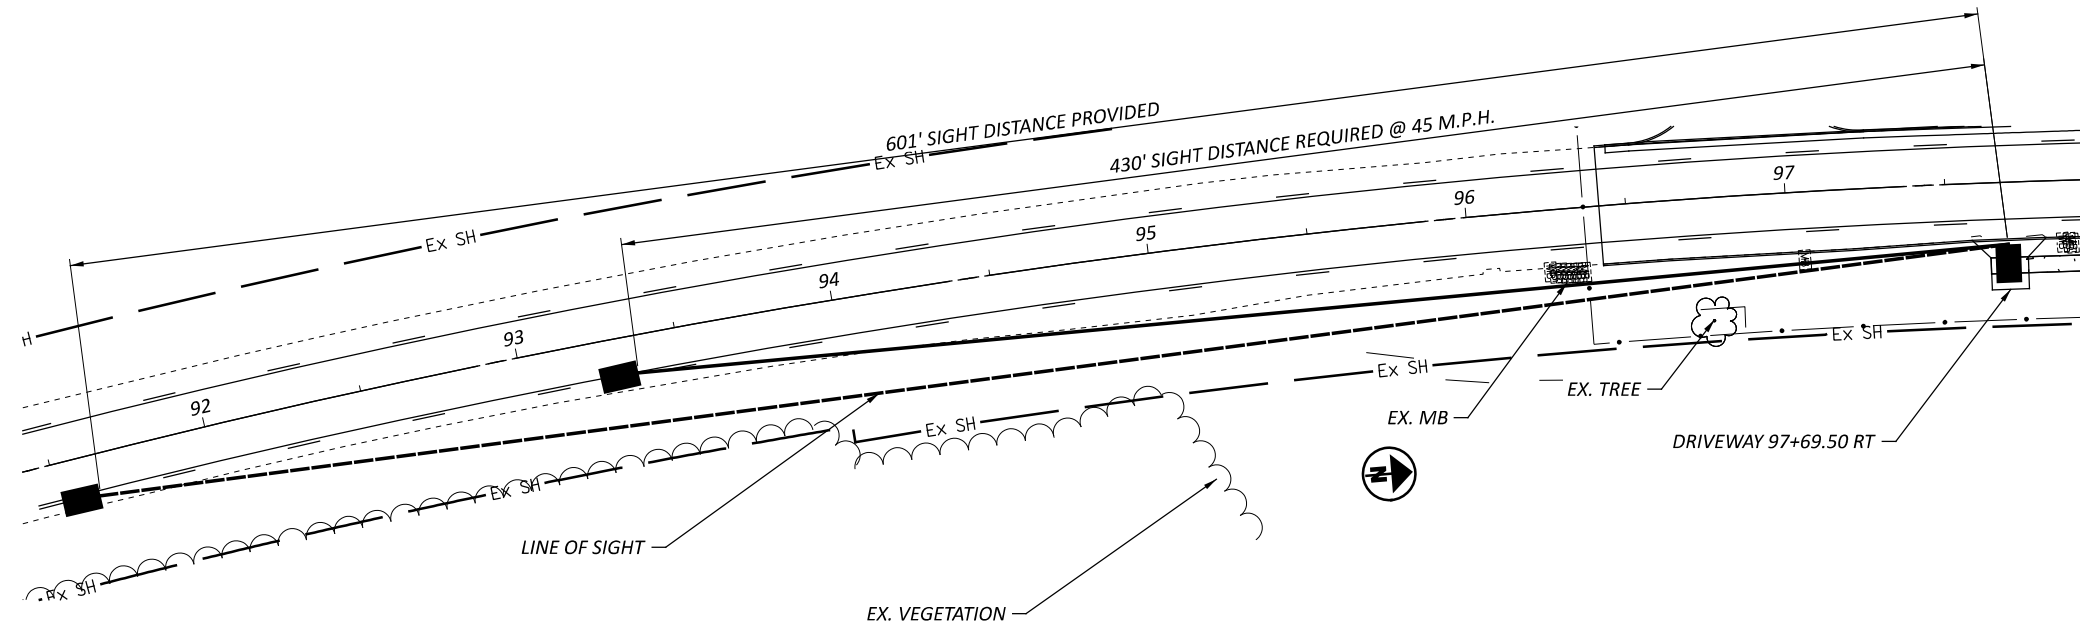 601' SIGHT DISTANCE PROVIDED
430' SIGHT DISTANCE REQUIRED @ 45 M.P.H.
Ex SH
Ex SH
H
97
96
95
94
93
92
Ex SH
Ex SH
EX. TREE
EX. MB
DRIVEWAY 97+69.50 RT
Ex SH
Ex SH
N
LINE OF SIGHT
Ex SH
EX. VEGETATION